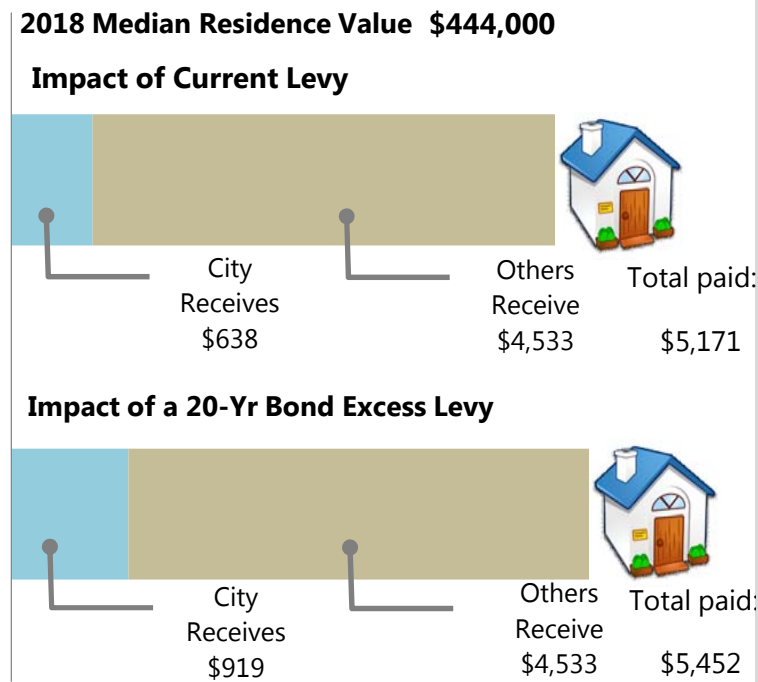 2018 Median Residence Value $444,000
Impact of Current Levy
City
Receives
$638
Others
Receive
$4,533
Total paid:
$5,171
Impact of a 20-Yr Bond Excess Levy
City
Receives
$919
Others
Receive
$4,533
Total paid:
$5,452